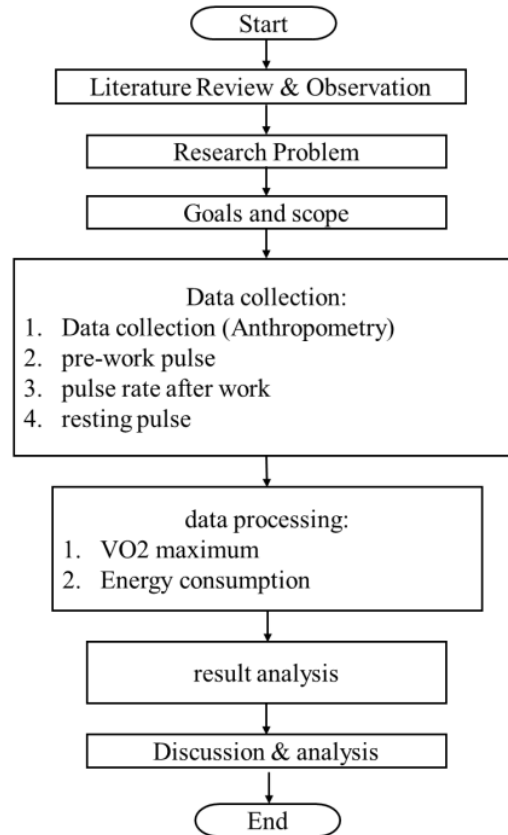 Start
Literature Review & Observation
Research Problem
Goals and scope
Data collection:
1. Data collection (Anthropometry)
2. pre-work pulse
3. pulse rate after work
4. resting pulse
data processing:
1. VO2 maximum
2. Energy consumption
result analysis
Discussion & analysis
End